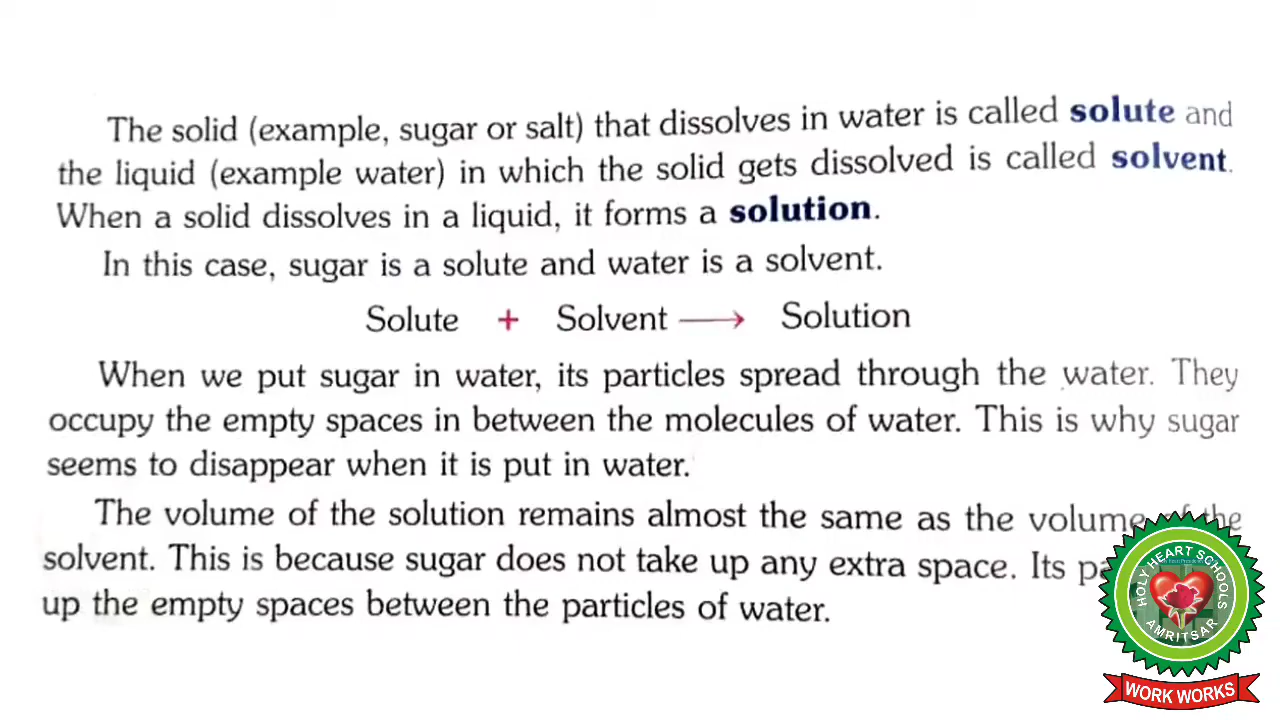 The solid (example, sugar or salt) that dissolves in water is called solute and
the liquid (example water) in which the solid gets dissolved is called solvent.
When a solid dissolves in a liquid, it forms a solution.
In this case, sugar is a solute and water is a solvent.
Solute + Solvent ⟶ Solution
When we put sugar in water, its particles spread through the water. They
occupy the empty spaces in between the molecules of water. This is why sugar
seems to disappear when it is put in water.
The volume of the solution remains almost the same as the volume of the
solvent. This is because sugar does not take up any extra space. Its
up the empty spaces between the particles of water.
HOLY HEART SCHOOLS
AMRITSAR
WORK WORKS